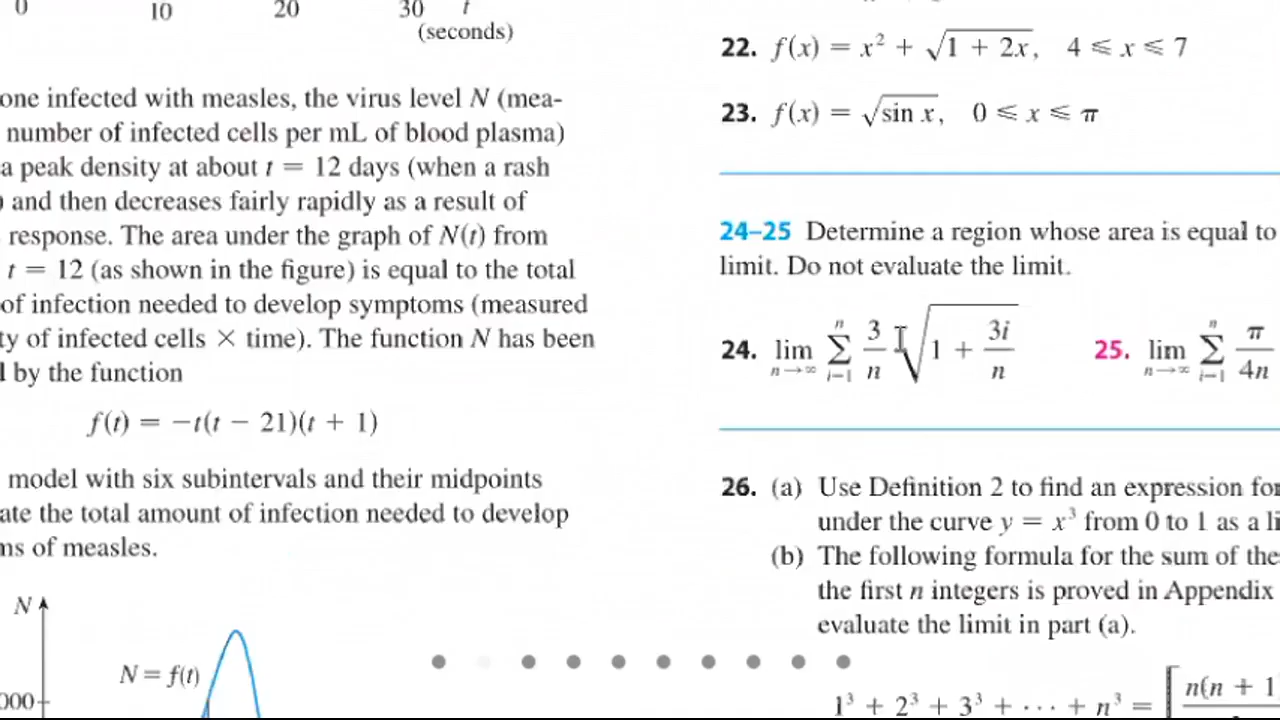 0 10 20 30 t
(seconds)
one infected with measles, the virus level N (mea-
number of infected cells per mL of blood plasma)
a peak density at about t = 12 days (when a rash
and then decreases fairly rapidly as a result of
response. The area under the graph of N(t) from
t = 12 (as shown in the figure) is equal to the total
of infection needed to develop symptoms (measured
ty of infected cells × time). The function N has been
l by the function
f(t) = −t(t − 21)(t + 1)
model with six subintervals and their midpoints
ate the total amount of infection needed to develop
ms of measles.
N
N = f(t)
000
22. f(x) = x² + √(1 + 2x), 4 ⩽ x ⩽ 7
23. f(x) = √(sin x), 0 ⩽ x ⩽ π
24–25 Determine a region whose area is equal to
limit. Do not evaluate the limit.
24. lim n→∞ Σ i=1 n 3/n √(1 + 3i/n) 25. lim n→∞ Σ i=1 n π/4n
26. (a) Use Definition 2 to find an expression for
under the curve y = x³ from 0 to 1 as a li
(b) The following formula for the sum of the
the first n integers is proved in Appendix
evaluate the limit in part (a).
1³ + 2³ + 3³ + ··· + n³ = [n(n + 1